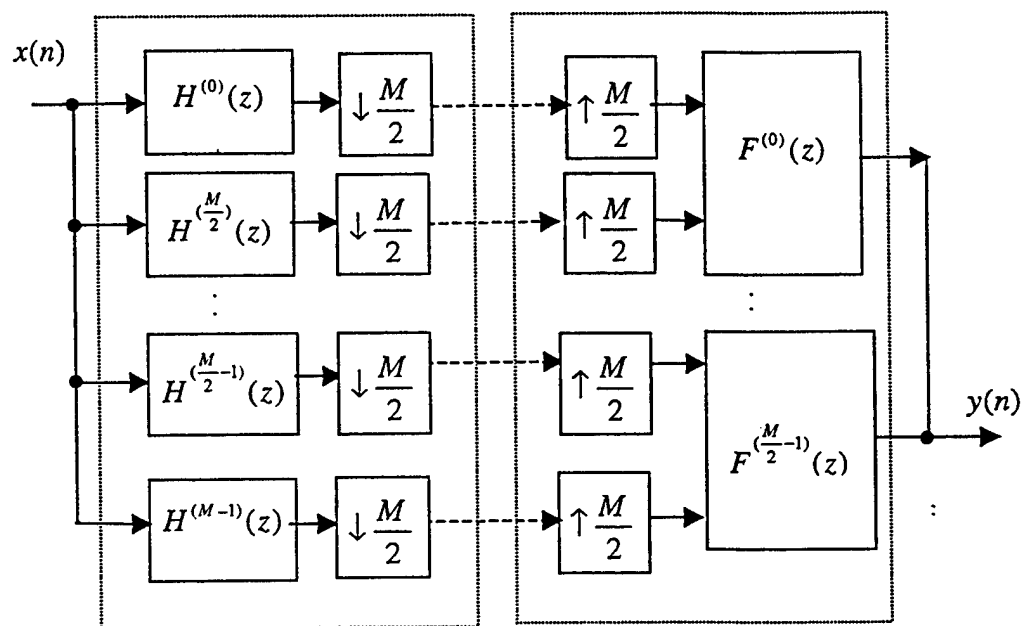 x(n)
H^{(0)}(z) ↓ M/2 ↑ M/2 F^{(0)}(z)
H^{(M/2)}(z) ↓ M/2 ↑ M/2
⋮ ⋮
H^{(M/2-1)}(z) ↓ M/2 ↑ M/2 F^{(M/2-1)}(z) y(n)
H^{(M-1)}(z) ↓ M/2 ↑ M/2 :